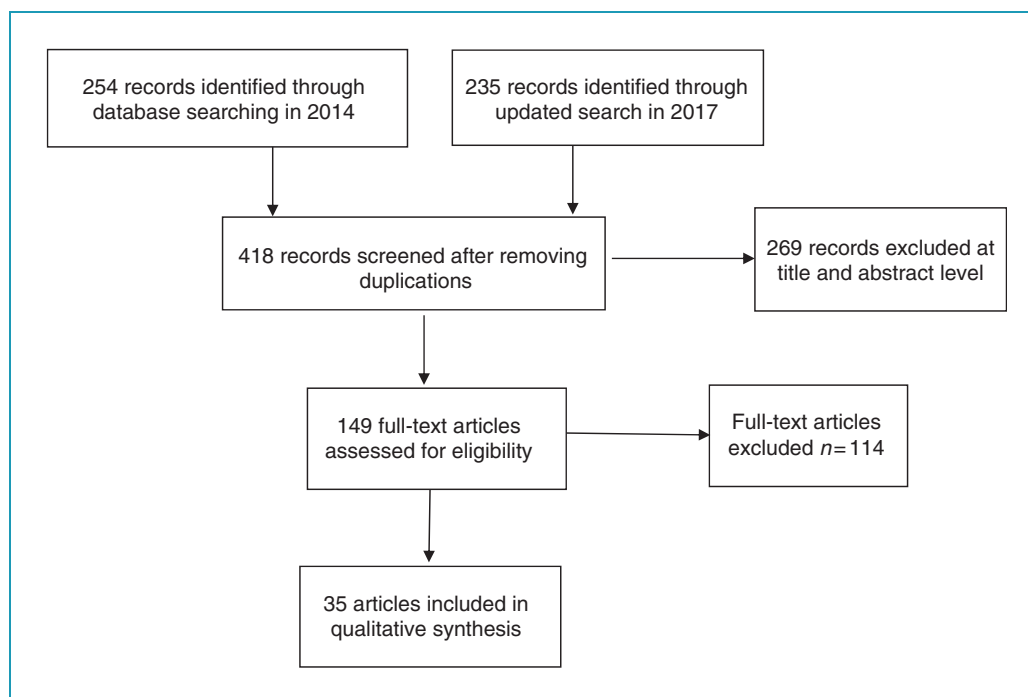 254 records identified through
database searching in 2014
235 records identified through
updated search in 2017
418 records screened after removing
duplications
269 records excluded at
title and abstract level
149 full-text articles
assessed for eligibility
Full-text articles
excluded n=114
35 articles included in
qualitative synthesis